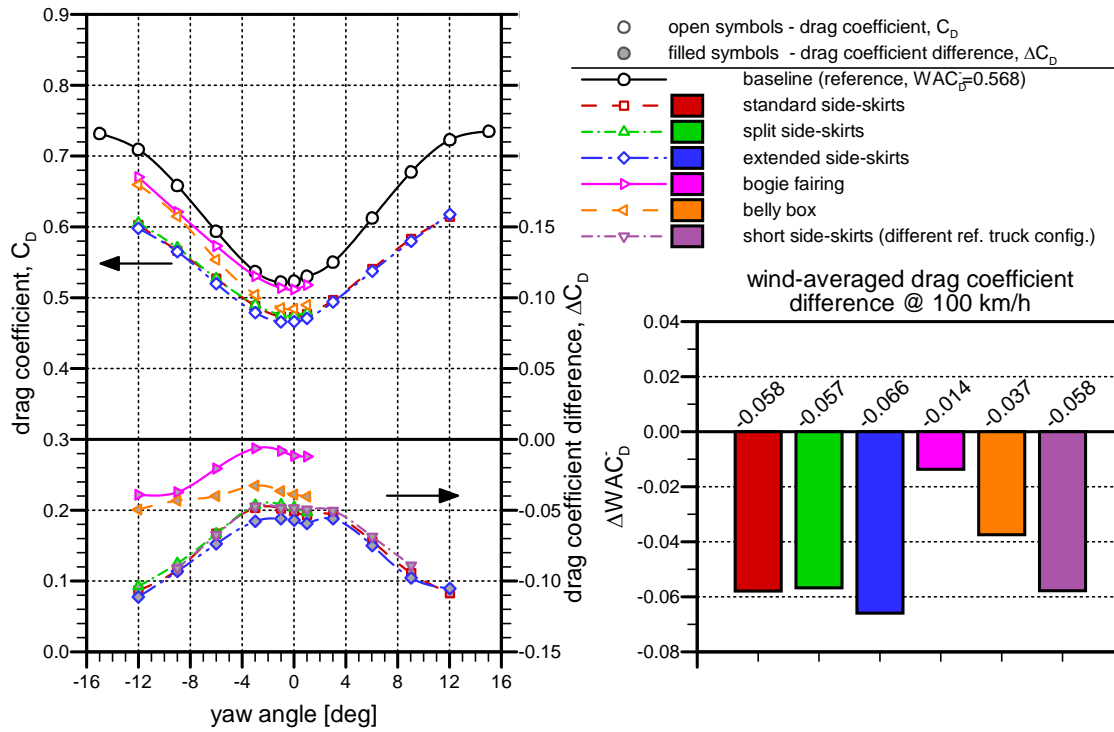 open symbols - drag coefficient, C_D
filled symbols - drag coefficient difference, ΔC_D
baseline (reference, WAC_D=0.568)
standard side-skirts
split side-skirts
extended side-skirts
bogie fairing
belly box
short side-skirts (different ref. truck config.)
drag coefficient, C_D
0.9
0.8
0.7
0.6
0.5
0.4
0.3
0.2
0.1
0.0
-16
-12
-8
-4
0
4
8
12
16
yaw angle [deg]
-0.15
-0.10
-0.05
-0.00
-0.05
-0.10
-0.15
drag coefficient difference, ΔC_D
wind-averaged drag coefficient
difference @ 100 km/h
ΔWAC_D
0.04
0.02
0.00
-0.02
-0.04
-0.06
-0.08
-0.058
-0.057
-0.066
-0.014
-0.037
-0.058